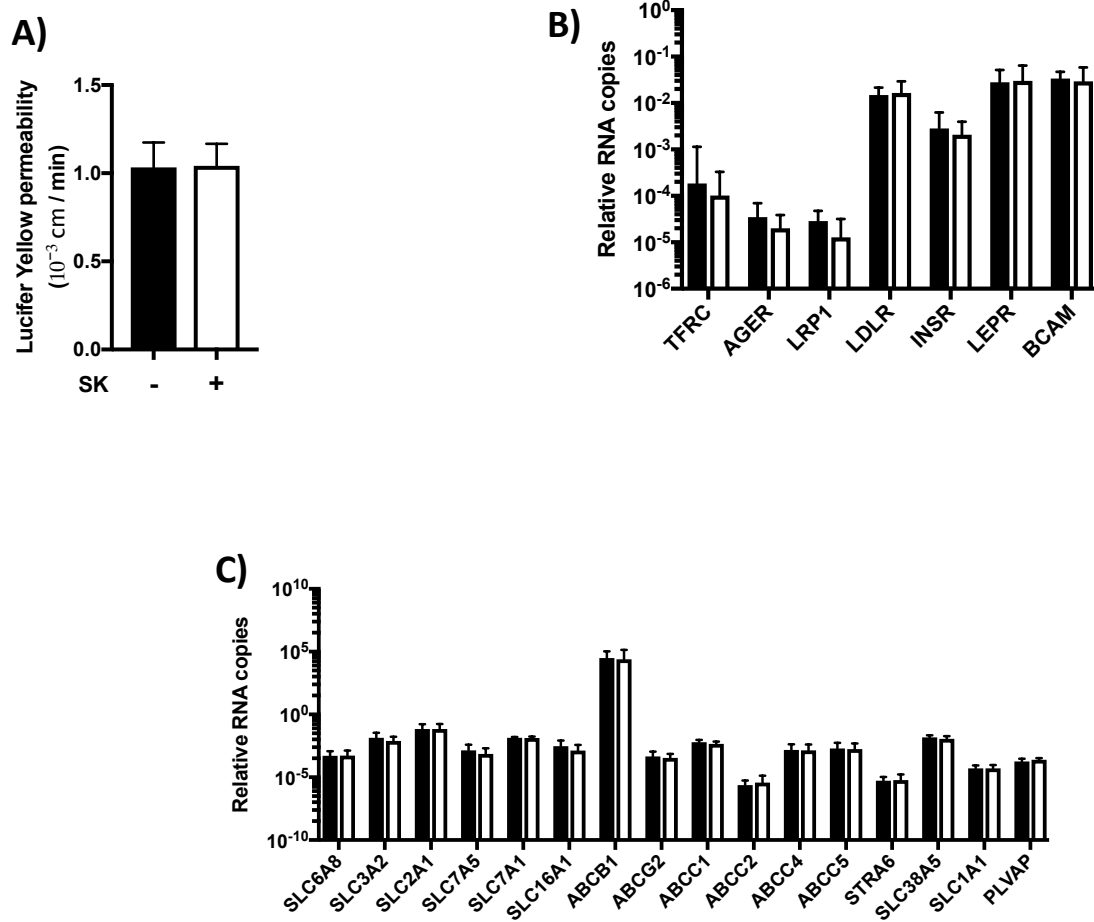 A)
Lucifer Yellow permeability
(10⁻³ cm / min)
1.5
1.0
0.5
0.0
SK - +
B)
Relative RNA copies
10⁰
10⁻¹
10⁻²
10⁻³
10⁻⁴
10⁻⁵
10⁻⁶
TFRC
AGER
LRP1
LDLR
INSR
LEPR
BCAM
C)
Relative RNA copies
10¹⁰
10⁵
10⁰
10⁻⁵
10⁻¹⁰
SLC6A8
SLC3A2
SLC2A1
SLC7A5
SLC7A1
SLC16A1
ABCB1
ABCG2
ABCC1
ABCC2
ABCC4
ABCC5
STRA6
SLC38A5
SLC1A1
PLVAP